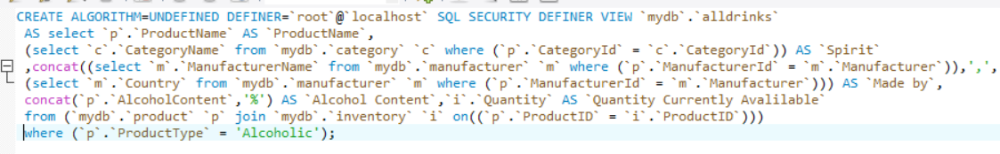 CREATE ALGORITHM=UNDEFINED DEFINER=`root`@`localhost` SQL SECURITY DEFINER VIEW `mydb`.`alldrinks`
AS select `p`.`ProductName` AS `ProductName`,
(select `c`.`CategoryName` from `mydb`.`category` `c` where (`p`.`CategoryId` = `c`.`CategoryId`)) AS `Spirit`
,concat((select `m`.`ManufacturerName` from `mydb`.`manufacturer` `m` where (`p`.`ManufacturerId` = `m`.`Manufacturer`)),',',
(select `m`.`Country` from `mydb`.`manufacturer` `m` where (`p`.`ManufacturerId` = `m`.`Manufacturer`))) AS `Made by`,
concat(`p`.`AlcoholContent`,'%') AS `Alcohol Content`,`i`.`Quantity` AS `Quantity Currently Avalilable`
from (`mydb`.`product` `p` join `mydb`.`inventory` `i` on((`p`.`ProductID` = `i`.`ProductID`)))
where (`p`.`ProductType` = 'Alcoholic');